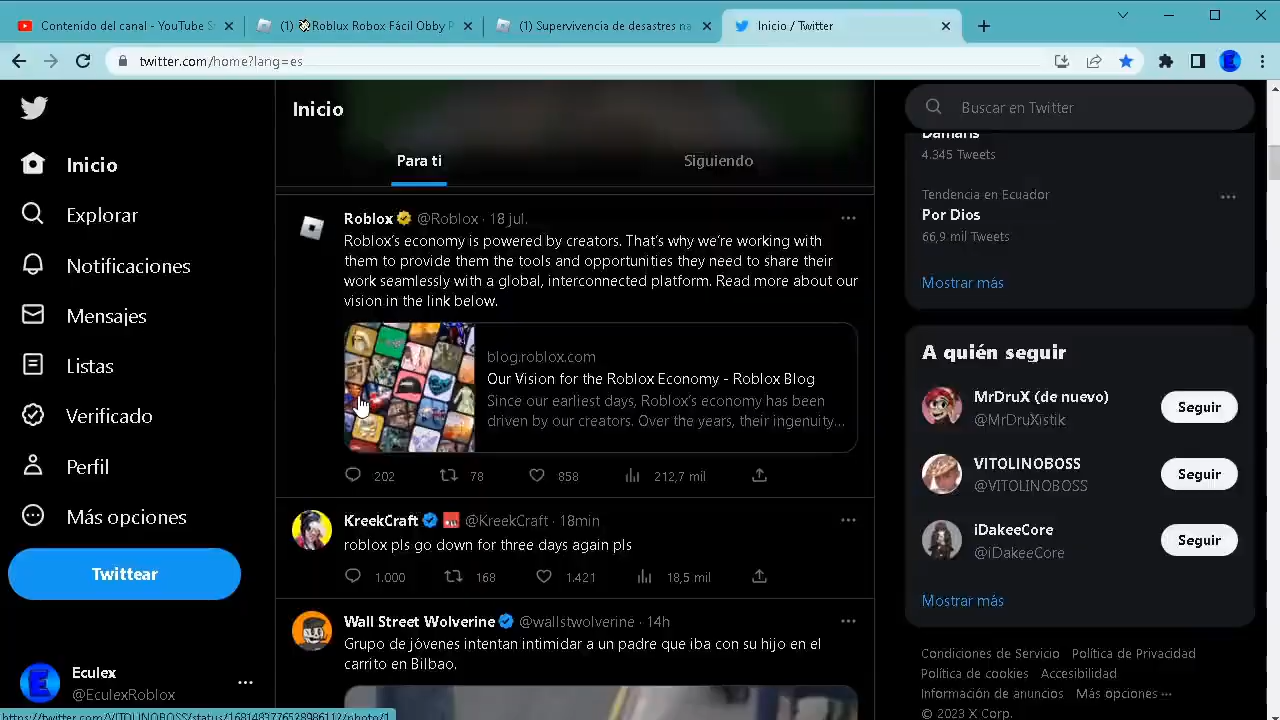 Contenido del canal - YouTube S
(1) Roblux Robox Fácil Obby P
(1) Supervivencia de desastres na
Inicio / Twitter
twitter.com/home?lang=es
Inicio
Explorar
Notificaciones
Mensajes
Listas
Verificado
Perfil
Más opciones
Twittear
Eculex
@EculexRoblox
Inicio
Para ti
Siguiendo
Roblox @Roblox · 18 jul.
Roblox's economy is powered by creators. That's why we're working with
them to provide them the tools and opportunities they need to share their
work seamlessly with a global, interconnected platform. Read more about our
vision in the link below.
blog.roblox.com
Our Vision for the Roblox Economy - Roblox Blog
Since our earliest days, Roblox's economy has been
driven by our creators. Over the years, their ingenuity...
202 78 858 212,7 mil
KreekCraft @KreekCraft · 18min
roblox pls go down for three days again pls
1.000 168 1.421 18,5 mil
Wall Street Wolverine @wallstwolverine · 14h
Grupo de jóvenes intentan intimidar a un padre que iba con su hijo en el
carrito en Bilbao.
Buscar en Twitter
Damaris
4.345 Tweets
Tendencia en Ecuador
Por Dios
66,9 mil Tweets
Mostrar más
A quién seguir
MrDruX (de nuevo)
@MrDruXistik
Seguir
VITOLINOBOSS
@VITOLINOBOSS
Seguir
iDakeeCore
@iDakeeCore
Seguir
Mostrar más
Condiciones de Servicio Política de Privacidad
Política de cookies Accesibilidad
Información de anuncios Más opciones ···
© 2023 X Corp.